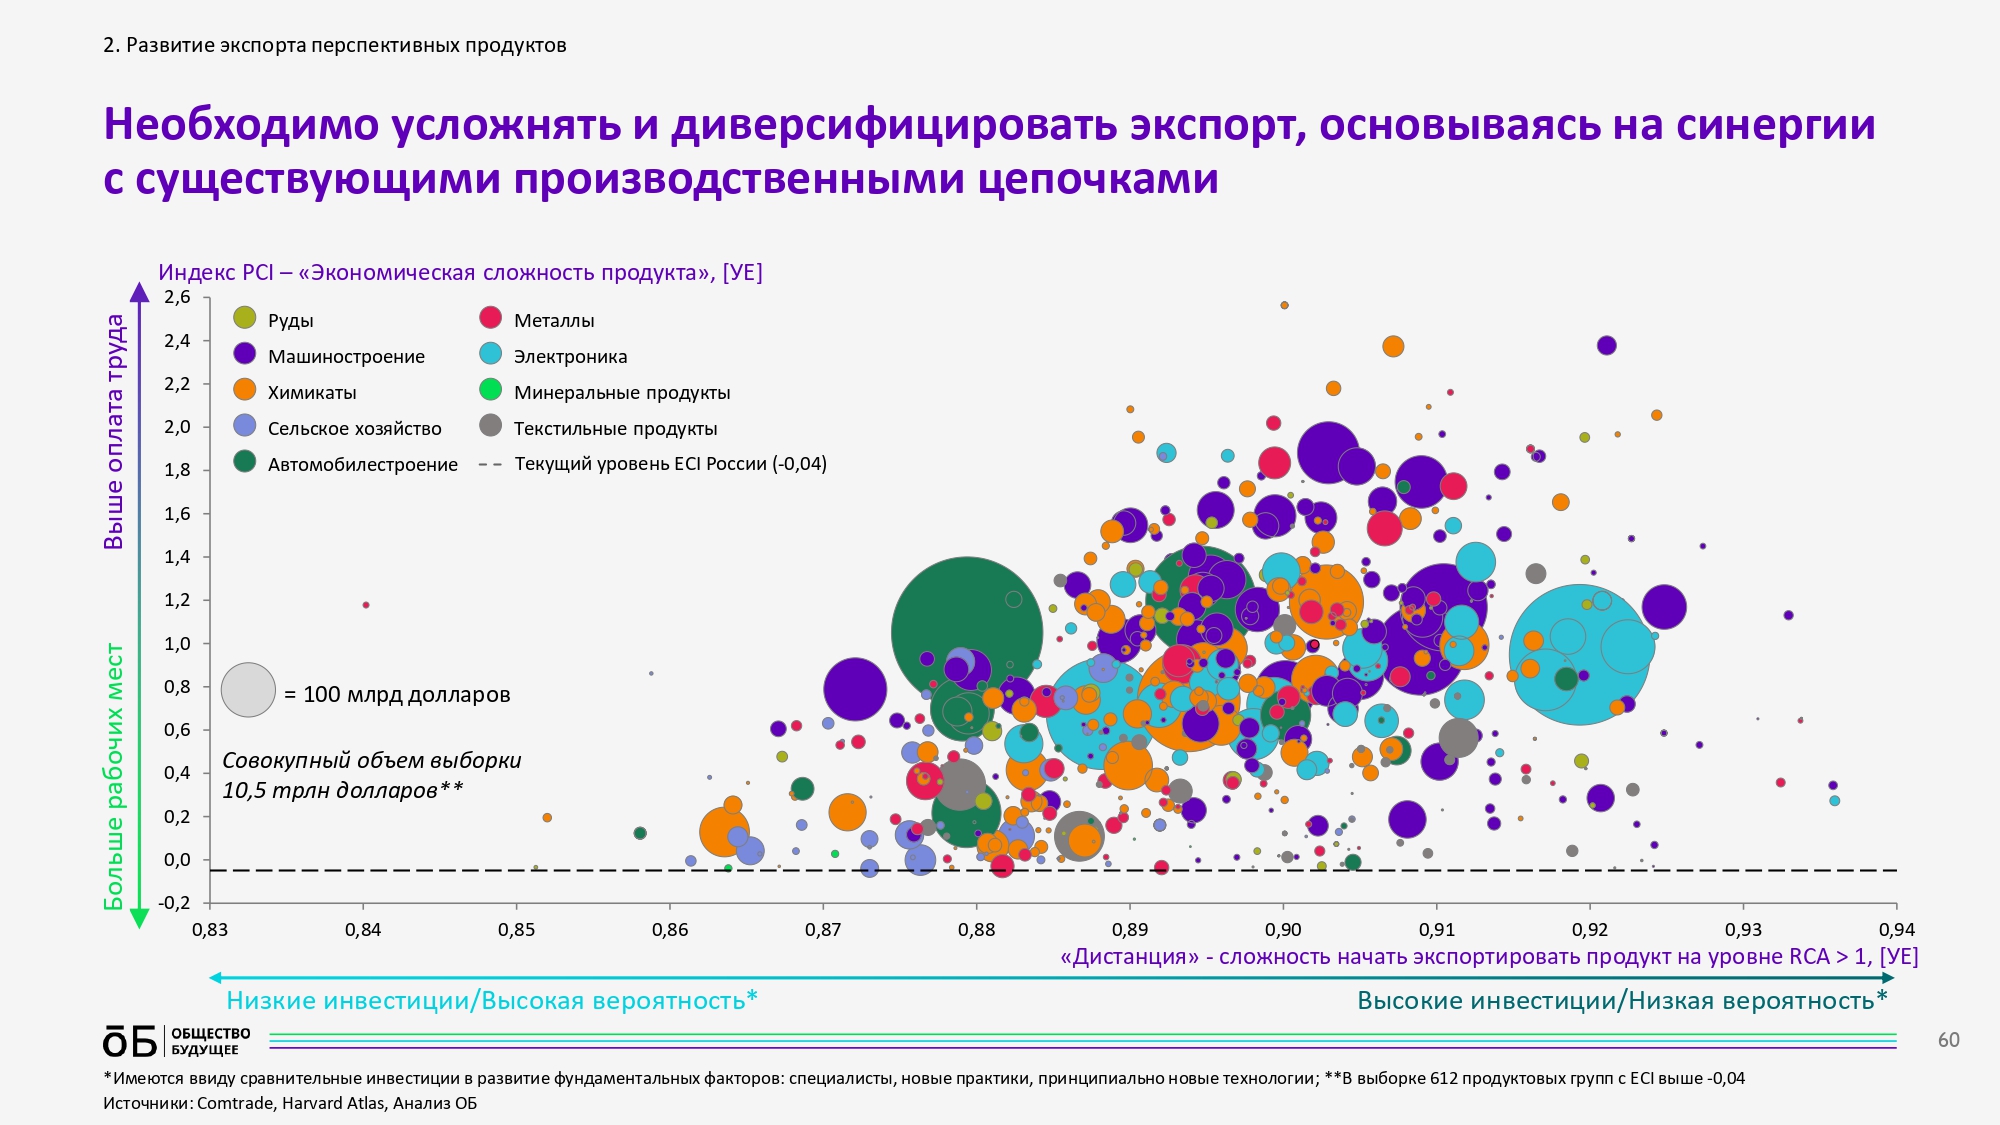 2. Развитие экспорта перспективных продуктов
Необходимо усложнять и диверсифицировать экспорт, основываясь на синергии
с существующими производственными цепочками
Индекс PCI – «Экономическая сложность продукта», [УЕ]
Выше оплата труда
Больше рабочих мест
2,6
2,4
2,2
2,0
1,8
1,6
1,4
1,2
1,0
0,8
0,6
0,4
0,2
0,0
-0,2
Руды
Металлы
Машиностроение
Электроника
Химикаты
Минеральные продукты
Сельское хозяйство
Текстильные продукты
Автомобилестроение
Текущий уровень ECI России (-0,04)
= 100 млрд долларов
Совокупный объем выборки
10,5 трлн долларов**
0,83 0,84 0,85 0,86 0,87 0,88 0,89 0,90 0,91 0,92 0,93 0,94
«Дистанция» - сложность начать экспортировать продукт на уровне RCA > 1, [УЕ]
Низкие инвестиции/Высокая вероятность*
Высокие инвестиции/Низкая вероятность*
ОБ
ОБЩЕСТВО
БУДУЩЕЕ
60
*Имеются ввиду сравнительные инвестиции в развитие фундаментальных факторов: специалисты, новые практики, принципиально новые технологии; **В выборке 612 продуктовых групп с ECI выше -0,04
Источники: Comtrade, Harvard Atlas, Анализ ОБ